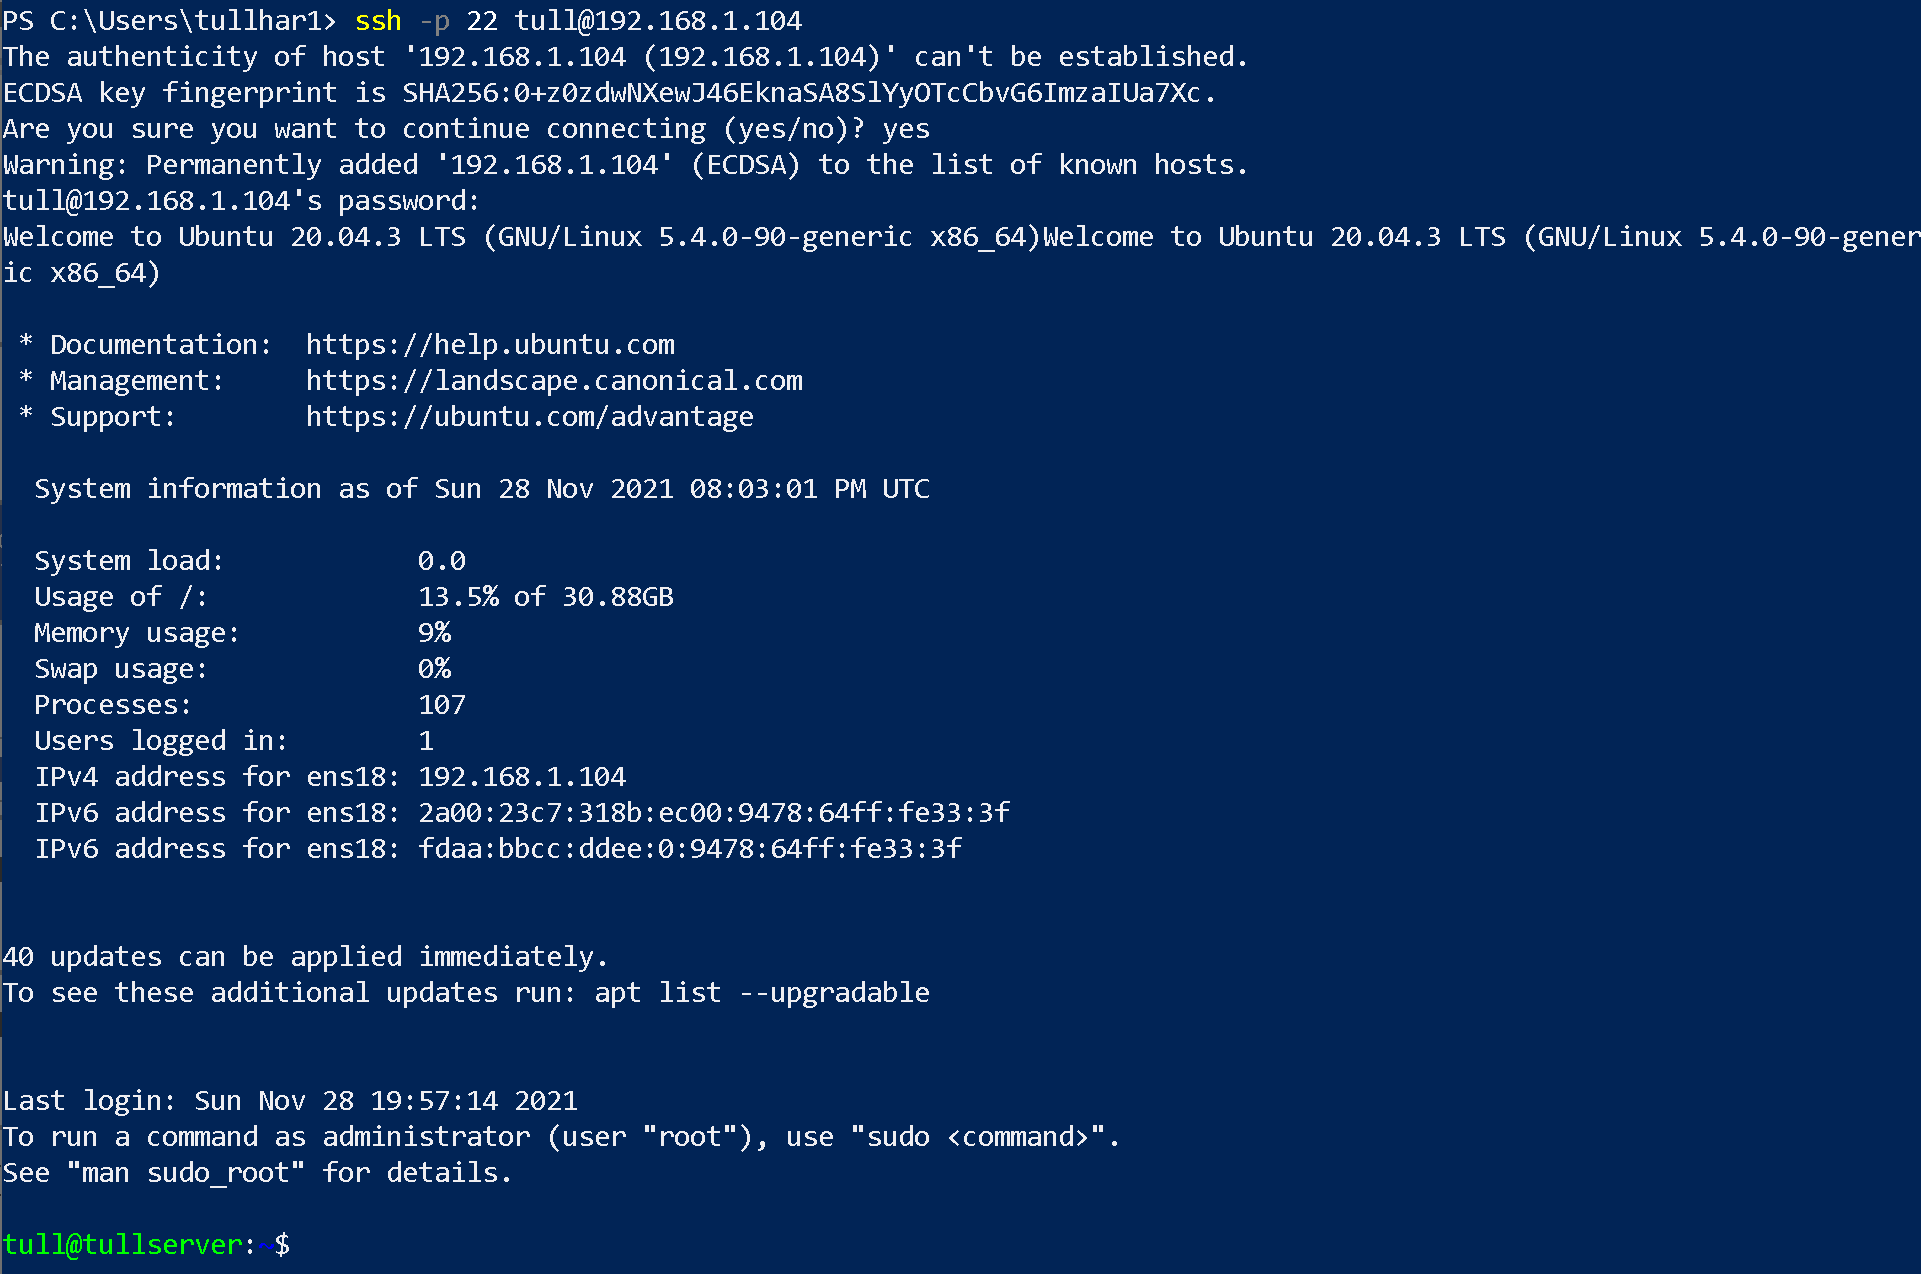 PS C:\Users\tullhar1> ssh -p 22 tull@192.168.1.104
The authenticity of host '192.168.1.104 (192.168.1.104)' can't be established.
ECDSA key fingerprint is SHA256:0+z0zdwNXewJ46EknaSA8SlYyOTcCbvG6ImzaIUa7Xc.
Are you sure you want to continue connecting (yes/no)? yes
Warning: Permanently added '192.168.1.104' (ECDSA) to the list of known hosts.
tull@192.168.1.104's password:
Welcome to Ubuntu 20.04.3 LTS (GNU/Linux 5.4.0-90-generic x86_64)Welcome to Ubuntu 20.04.3 LTS (GNU/Linux 5.4.0-90-gener
ic x86_64)
 * Documentation:  https://help.ubuntu.com
 * Management:     https://landscape.canonical.com
 * Support:        https://ubuntu.com/advantage
  System information as of Sun 28 Nov 2021 08:03:01 PM UTC
  System load:            0.0
  Usage of /:             13.5% of 30.88GB
  Memory usage:           9%
  Swap usage:             0%
  Processes:              107
  Users logged in:        1
  IPv4 address for ens18: 192.168.1.104
  IPv6 address for ens18: 2a00:23c7:318b:ec00:9478:64ff:fe33:3f
  IPv6 address for ens18: fdaa:bbcc:ddee:0:9478:64ff:fe33:3f
40 updates can be applied immediately.
To see these additional updates run: apt list --upgradable
Last login: Sun Nov 28 19:57:14 2021
To run a command as administrator (user "root"), use "sudo <command>".
See "man sudo_root" for details.
tull@tullserver:~$